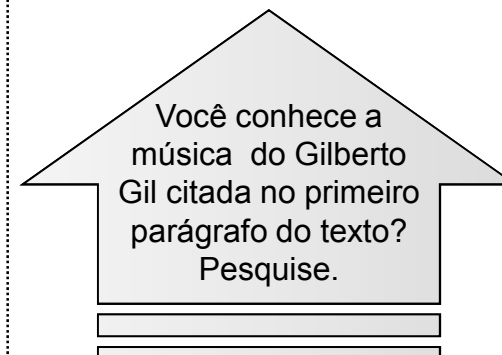 Você conhece a
música do Gilberto
Gil citada no primeiro
parágrafo do texto?
Pesquise.